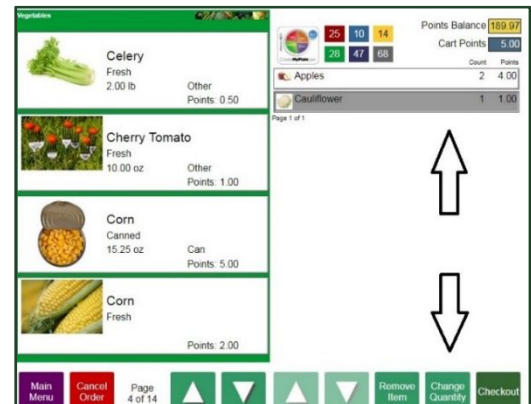 Vegetables
Celery
Fresh
2.00 lb
Other
Points: 0.50
Cherry Tomato
Fresh
10.00 oz
Other
Points: 1.00
Corn
Canned
15.25 oz
Can
Points: 5.00
Corn
Fresh
Points: 2.00
25 10 14
28 47 68
Points Balance 189.97
Cart Points 5.00
Count Points
Apples 2 4.00
Cauliflower 1 1.00
Page 1 of 1
Main Menu
Cancel Order
Page 4 of 14
Remove Item
Change Quantity
Checkout